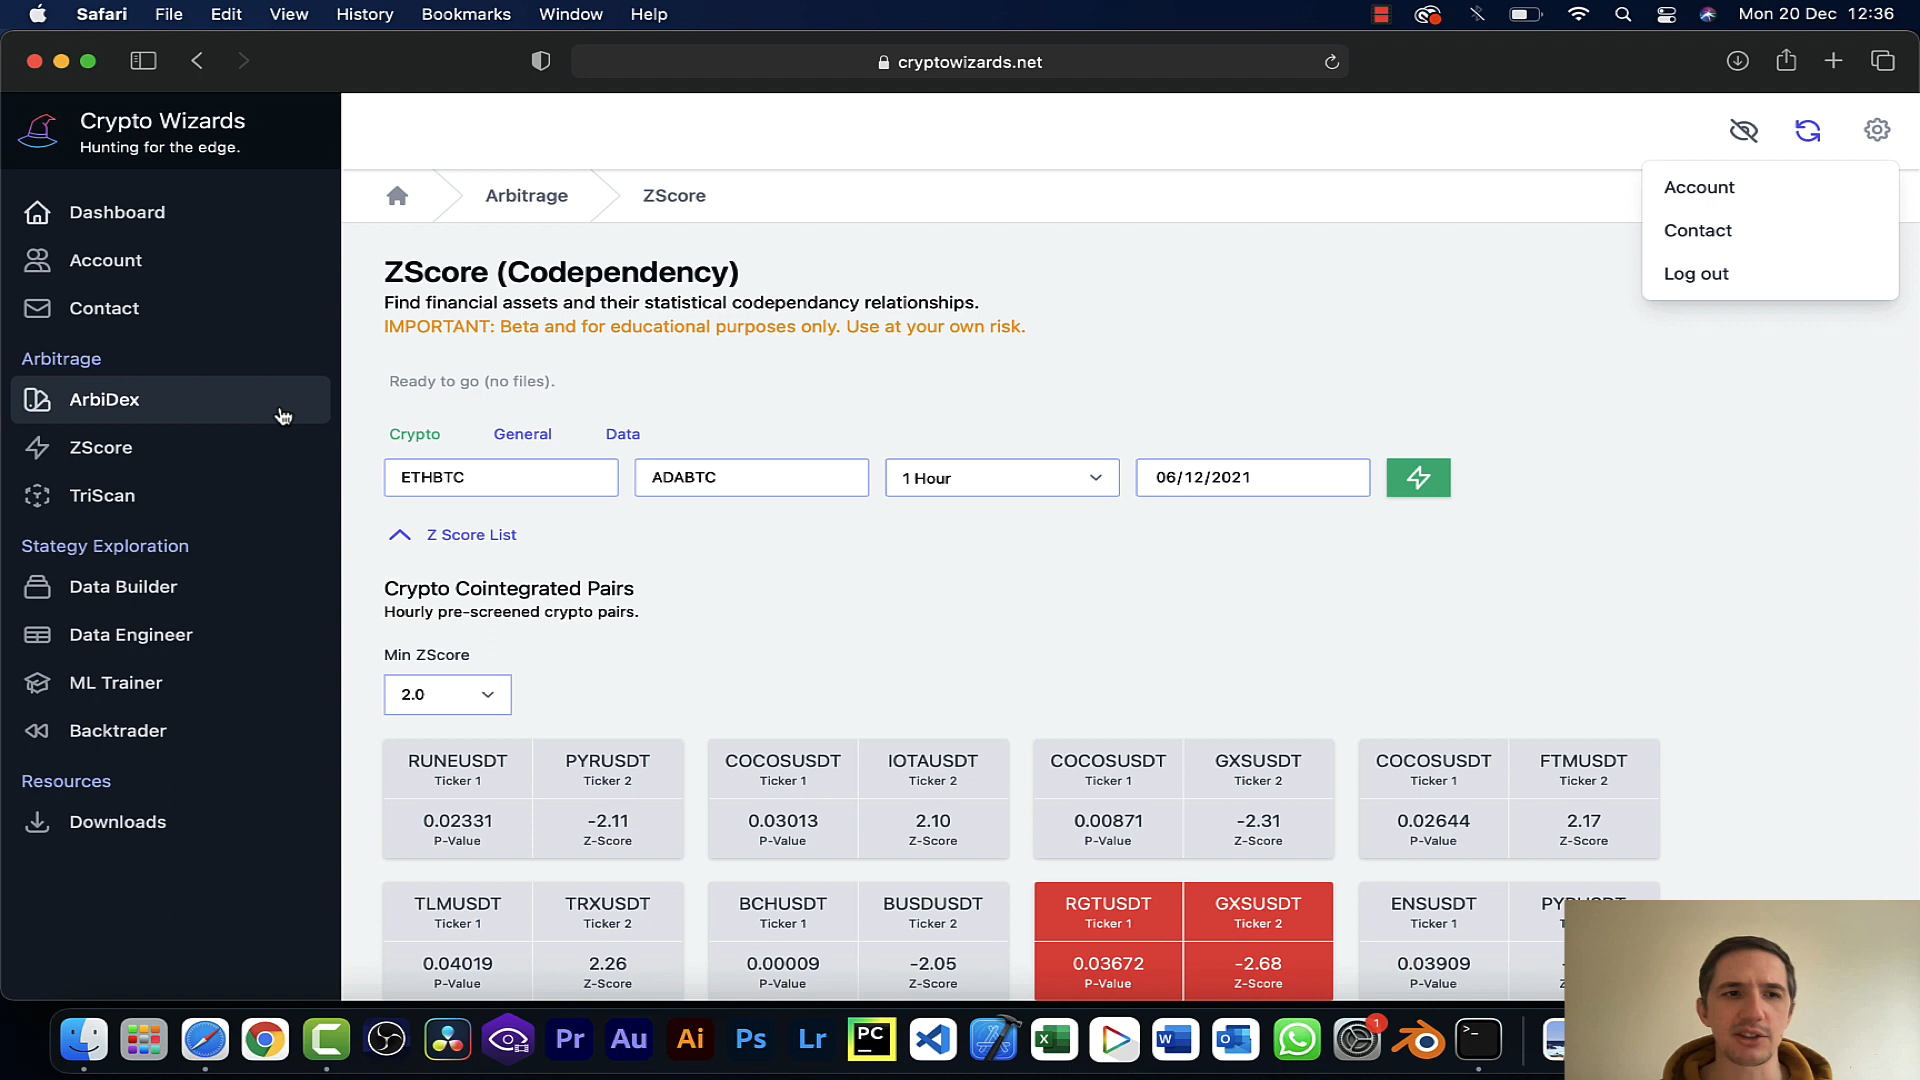 Safari File Edit View History Bookmarks Window Help
Mon 20 Dec 12:36
cryptowizards.net
Crypto Wizards
Hunting for the edge.
Dashboard
Account
Contact
Arbitrage
ArbiDex
ZScore
TriScan
Stategy Exploration
Data Builder
Data Engineer
ML Trainer
Backtrader
Resources
Downloads
Arbitrage
ZScore
Account
Contact
Log out
ZScore (Codependency)
Find financial assets and their statistical codependancy relationships.
IMPORTANT: Beta and for educational purposes only. Use at your own risk.
Ready to go (no files).
Crypto General Data
ETHBTC ADABTC 1 Hour 06/12/2021
Z Score List
Crypto Cointegrated Pairs
Hourly pre-screened crypto pairs.
Min ZScore
2.0
RUNEUSDT PYRUSDT COCOSUSDT IOTAUSDT COCOSUSDT GXSUSDT COCOSUSDT FTMUSDT
Ticker 1 Ticker 2 Ticker 1 Ticker 2 Ticker 1 Ticker 2 Ticker 1 Ticker 2
0.02331 -2.11 0.03013 2.10 0.00871 -2.31 0.02644 2.17
P-Value Z-Score P-Value Z-Score P-Value Z-Score P-Value Z-Score
TLMUSDT TRXUSDT BCHUSDT BUSDUSDT RGTUSDT GXSUSDT ENSUSDT
Ticker 1 Ticker 2 Ticker 1 Ticker 2 Ticker 1 Ticker 2 Ticker 1
0.04019 2.26 0.00009 -2.05 0.03672 -2.68 0.03909
P-Value Z-Score P-Value Z-Score P-Value Z-Score P-Value
Pr Au Ai Ps Lr PC X W O 1 >_